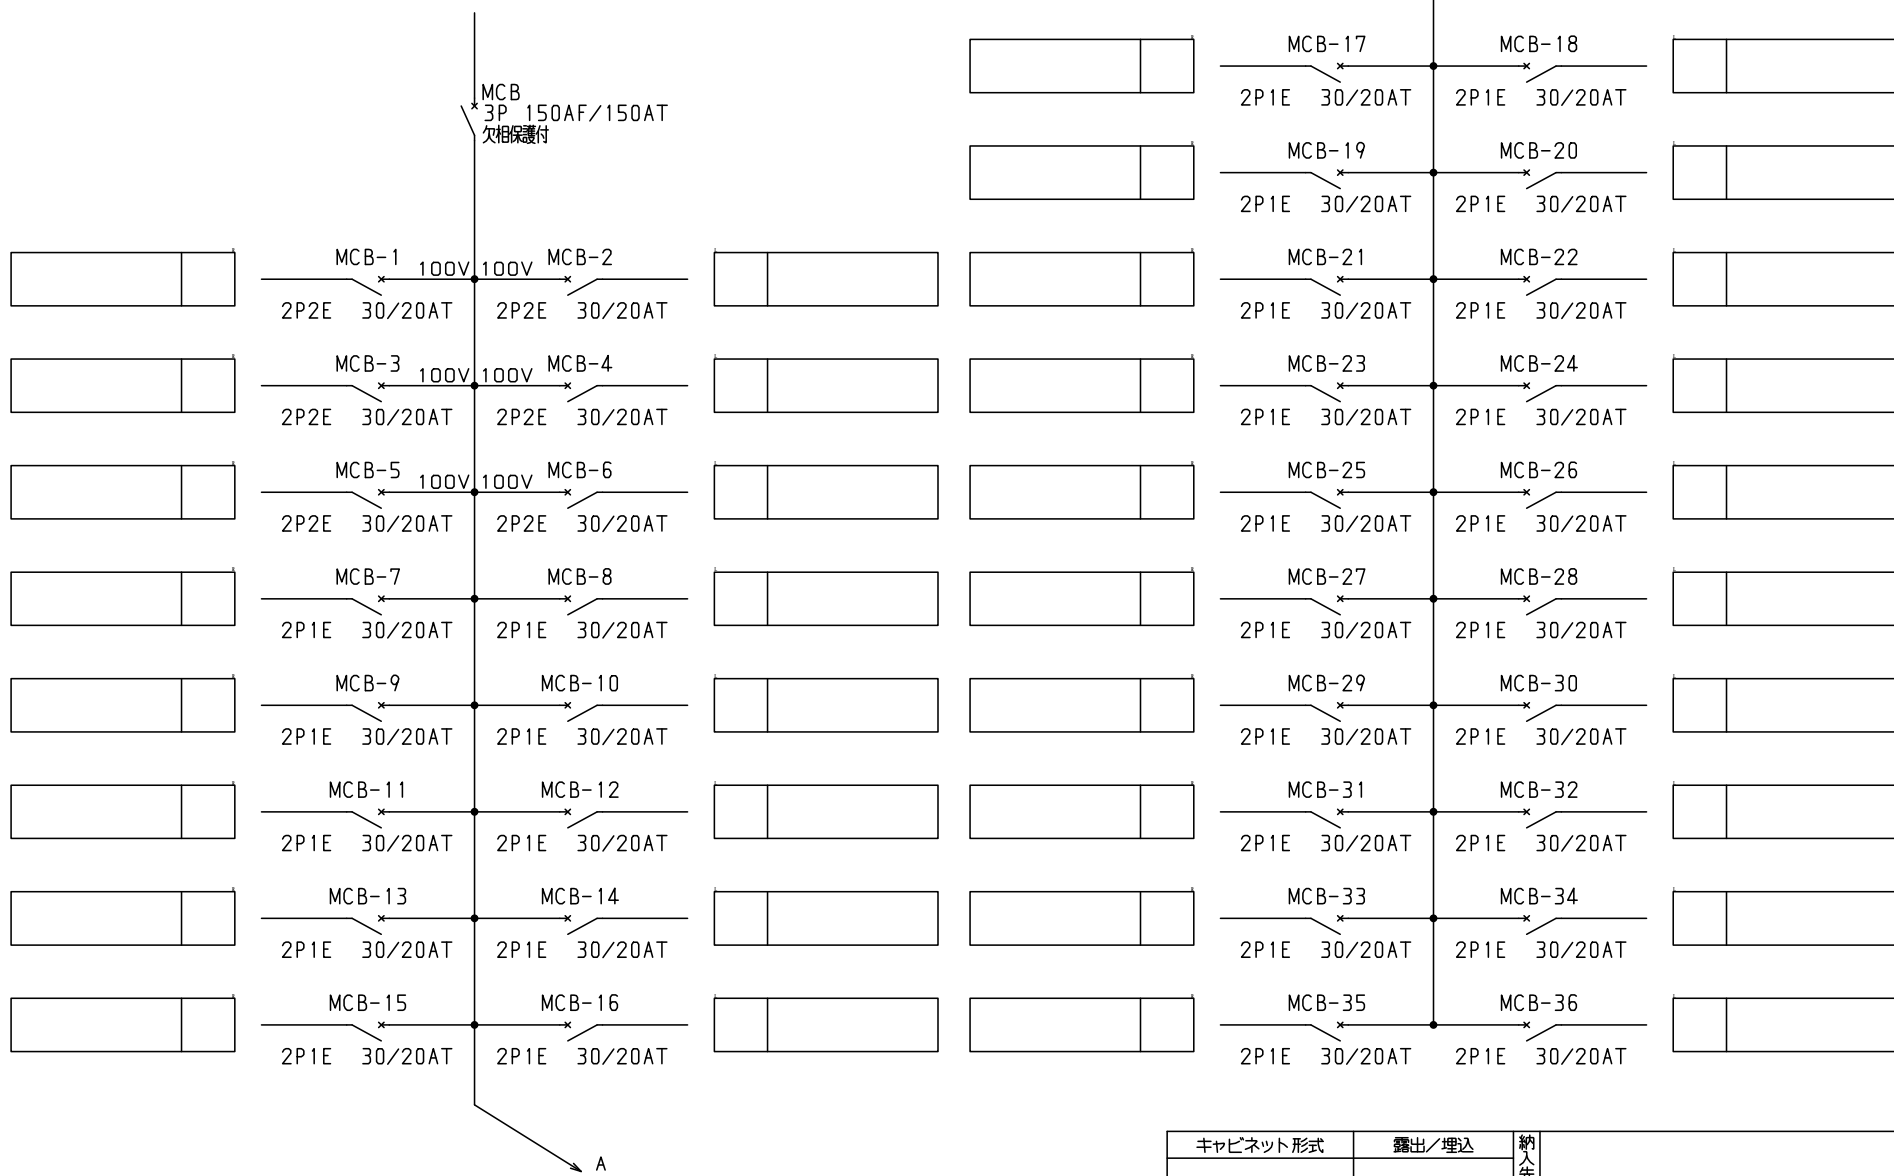 MCB
3P 150AF/150AT
欠相保護付
MCB-1 100V 100V MCB-2
2P2E 30/20AT 2P2E 30/20AT
MCB-3 100V 100V MCB-4
2P2E 30/20AT 2P2E 30/20AT
MCB-5 100V 100V MCB-6
2P2E 30/20AT 2P2E 30/20AT
MCB-7 MCB-8
2P1E 30/20AT 2P1E 30/20AT
MCB-9 MCB-10
2P1E 30/20AT 2P1E 30/20AT
MCB-11 MCB-12
2P1E 30/20AT 2P1E 30/20AT
MCB-13 MCB-14
2P1E 30/20AT 2P1E 30/20AT
MCB-15 MCB-16
2P1E 30/20AT 2P1E 30/20AT
A
MCB-17 MCB-18
2P1E 30/20AT 2P1E 30/20AT
MCB-19 MCB-20
2P1E 30/20AT 2P1E 30/20AT
MCB-21 MCB-22
2P1E 30/20AT 2P1E 30/20AT
MCB-23 MCB-24
2P1E 30/20AT 2P1E 30/20AT
MCB-25 MCB-26
2P1E 30/20AT 2P1E 30/20AT
MCB-27 MCB-28
2P1E 30/20AT 2P1E 30/20AT
MCB-29 MCB-30
2P1E 30/20AT 2P1E 30/20AT
MCB-31 MCB-32
2P1E 30/20AT 2P1E 30/20AT
MCB-33 MCB-34
2P1E 30/20AT 2P1E 30/20AT
MCB-35 MCB-36
2P1E 30/20AT 2P1E 30/20AT
キャビネット形式 露出/埋込
納入先